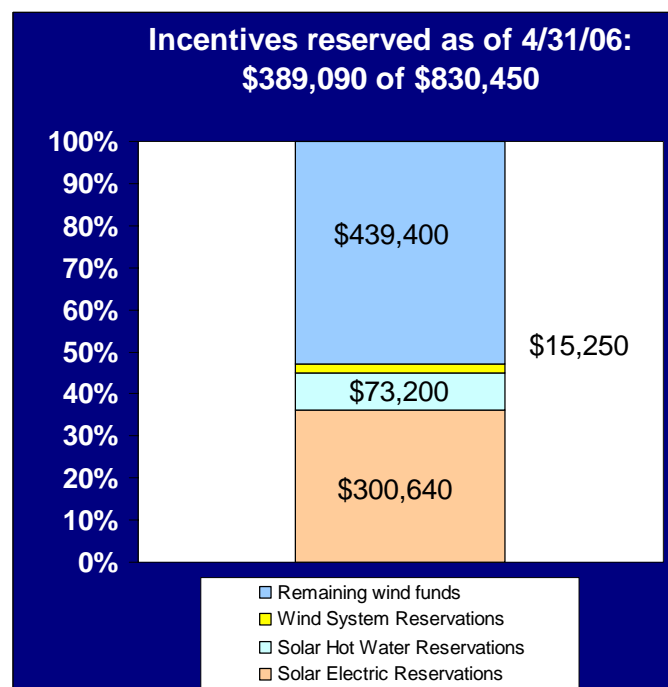 Incentives reserved as of 4/31/06:
$389,090 of $830,450
100%
90%
80%
70%
60%
50%
40%
30%
20%
10%
0%
$439,400
$15,250
$73,200
$300,640
Remaining wind funds
Wind System Reservations
Solar Hot Water Reservations
Solar Electric Reservations